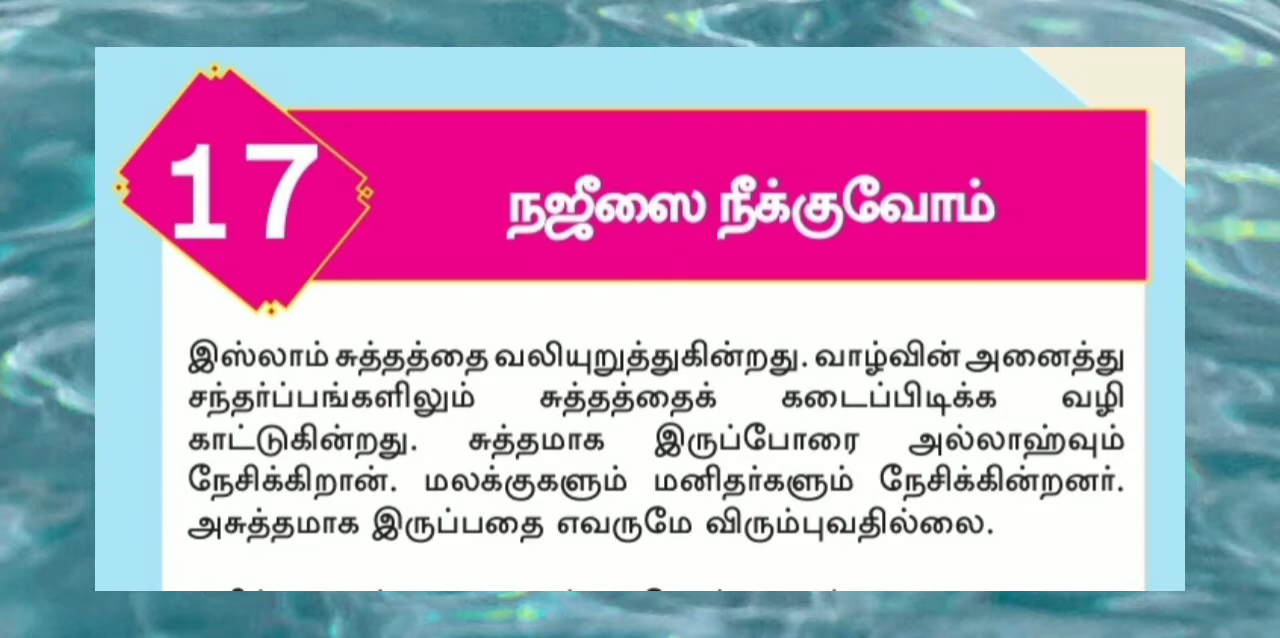 17
நஜீஸை நீக்குவோம்
இஸ்லாம் சுத்தத்தை வலியுறுத்துகின்றது. வாழ்வின் அனைத்து
சந்தர்ப்பங்களிலும் சுத்தத்தைக் கடைப்பிடிக்க வழி
காட்டுகின்றது. சுத்தமாக இருப்போரை அல்லாஹ்வும்
நேசிக்கிறான். மலக்குகளும் மனிதர்களும் நேசிக்கின்றனர்.
அசுத்தமாக இருப்பதை எவருமே விரும்புவதில்லை.